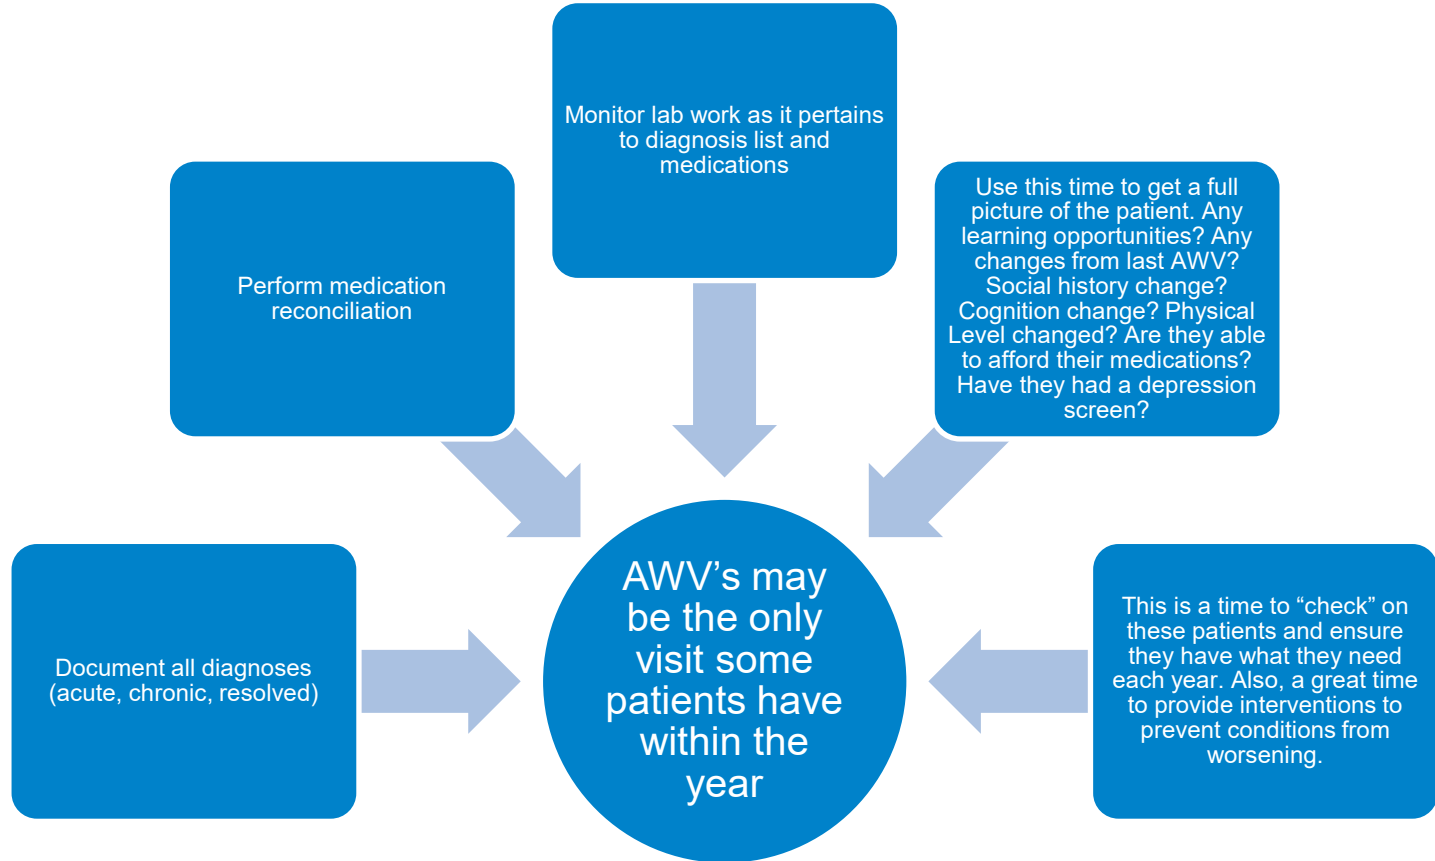 Monitor lab work as it pertains
to diagnosis list and
medications
Perform medication
reconciliation
Use this time to get a full
picture of the patient. Any
learning opportunities? Any
changes from last AWV?
Social history change?
Cognition change? Physical
Level changed? Are they able
to afford their medications?
Have they had a depression
screen?
Document all diagnoses
(acute, chronic, resolved)
AWV’s may
be the only
visit some
patients have
within the
year
This is a time to “check” on
these patients and ensure
they have what they need
each year. Also, a great time
to provide interventions to
prevent conditions from
worsening.